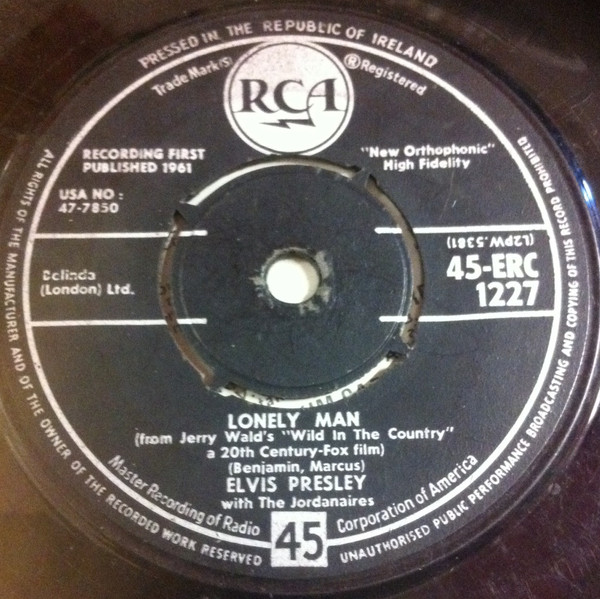 PRESSED IN THE REPUBLIC OF IRELAND
Trade Mark(s)
®Registered
RCA
RECORDING FIRST
PUBLISHED 1961
"New Orthophonic"
High Fidelity
USA NO :
47-7850
(L2PW.5381)
Belinda
(London) Ltd.
45-ERC
1227
LONELY MAN
(from Jerry Wald's "Wild In The Country"
a 20th Century-Fox film)
(Benjamin, Marcus)
ELVIS PRESLEY
with The Jordanaires
Master Recording of Radio
Corporation of America
45
ALL RIGHTS OF THE MANUFACTURER AND OF THE OWNER OF THE RECORDED WORK RESERVED
UNAUTHORISED PUBLIC PERFORMANCE BROADCASTING AND COPYING OF THIS RECORD PROHIBITED